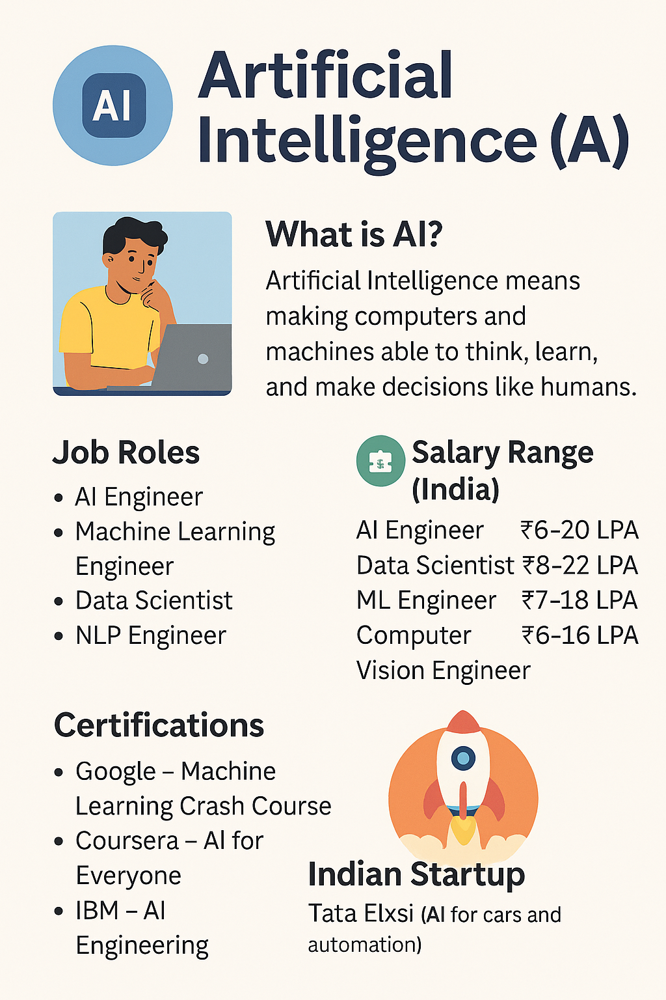 AI
Artificial
Intelligence (A)
What is AI?
Artificial Intelligence means
making computers and
machines able to think, learn,
and make decisions like humans.
Job Roles
• AI Engineer
• Machine Learning
Engineer
• Data Scientist
• NLP Engineer
$
Salary Range
(India)
AI Engineer ₹6–20 LPA
Data Scientist ₹8–22 LPA
ML Engineer ₹7–18 LPA
Computer ₹6–16 LPA
Vision Engineer
Certifications
• Google – Machine
Learning Crash Course
• Coursera – AI for
Everyone
• IBM – AI
Engineering
Indian Startup
Tata Elxsi (AI for cars and
automation)